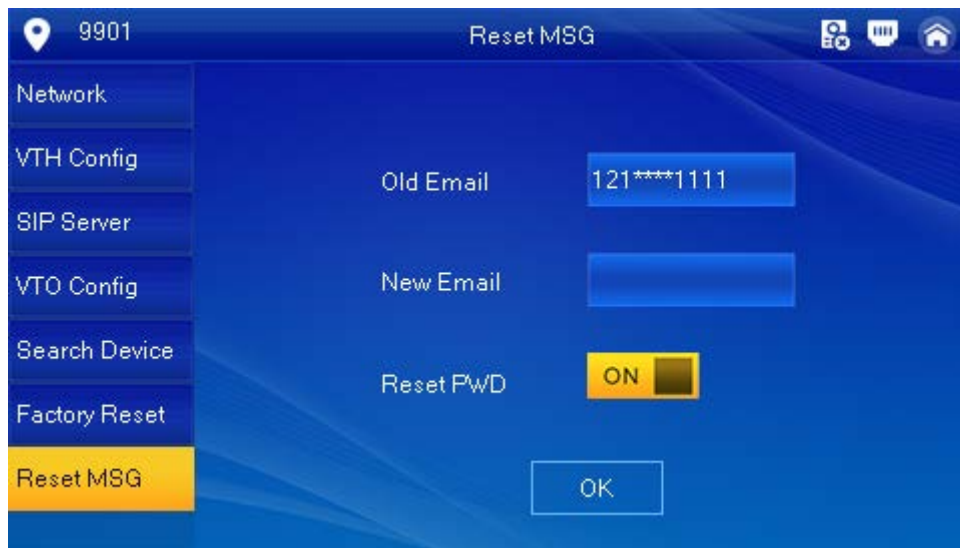 9901
Reset MSG
Network
VTH Config
SIP Server
VTO Config
Search Device
Factory Reset
Reset MSG
Old Email 121****1111
New Email
Reset PWD ON
OK